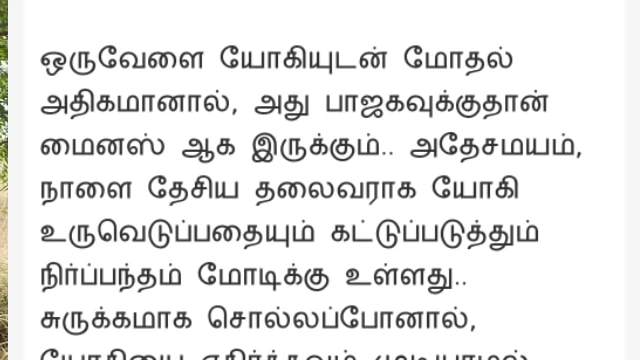 ஒருவேளை யோகியுடன் மோதல்
அதிகமானால், அது பாஜகவுக்குதான்
மைனஸ் ஆக இருக்கும்.. அதேசமயம்,
நாளை தேசிய தலைவராக யோகி
உருவெடுப்பதையும் கட்டுப்படுத்தும்
நிர்ப்பந்தம் மோடிக்கு உள்ளது..
சுருக்கமாக சொல்லப்போனால்,